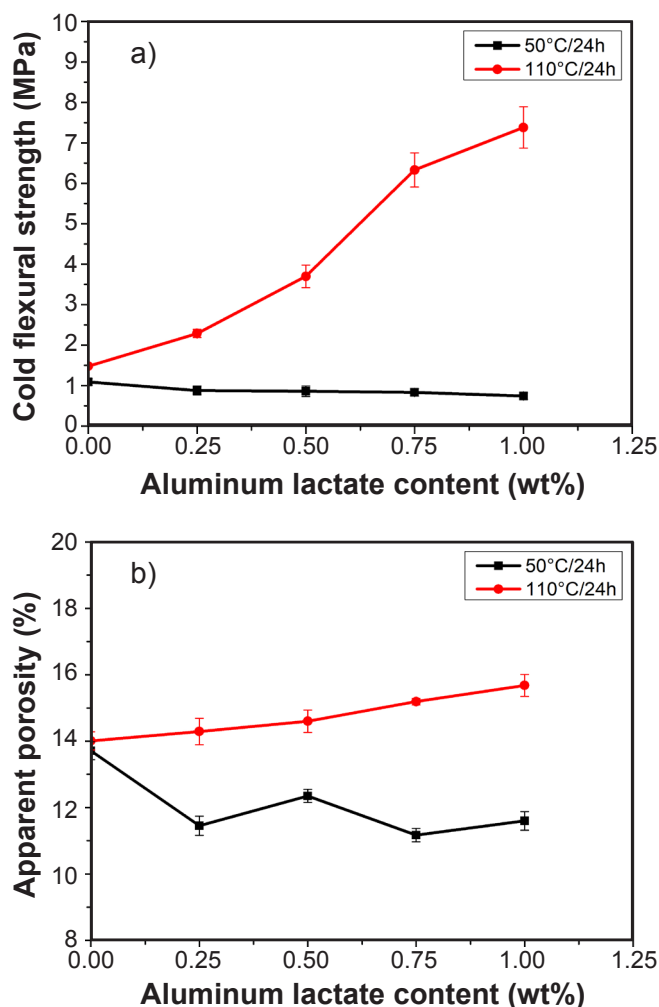 a)
50°C/24h
110°C/24h
Cold flexural strength (MPa)
10
9
8
7
6
5
4
3
2
1
0
0.00 0.25 0.50 0.75 1.00 1.25
Aluminum lactate content (wt%)
b)
50°C/24h
110°C/24h
Apparent porosity (%)
20
18
16
14
12
10
8
0.00 0.25 0.50 0.75 1.00 1.25
Aluminum lactate content (wt%)